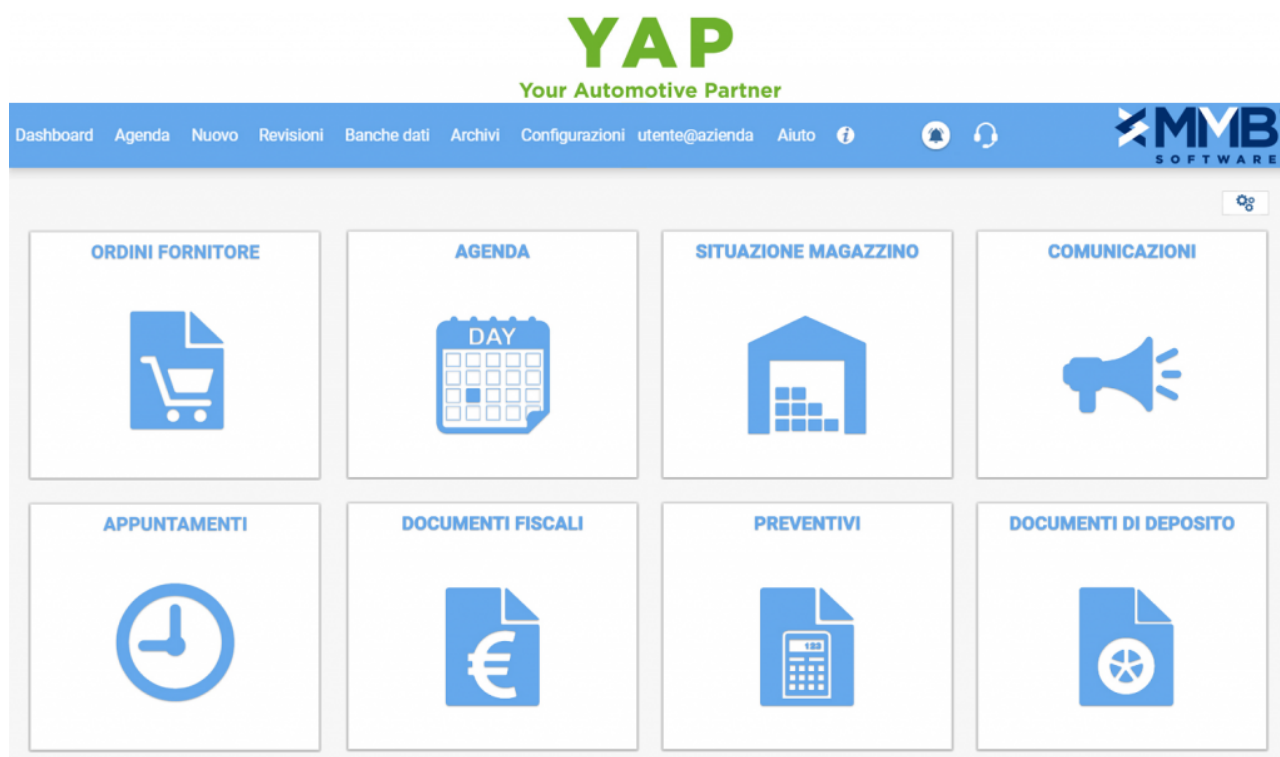 YAP
Your Automotive Partner
Dashboard Agenda Nuovo Revisioni Banche dati Archivi Configurazioni utente@azienda Aiuto i
MMB
SOFTWARE
ORDINI FORNITORE AGENDA SITUAZIONE MAGAZZINO COMUNICAZIONI
DAY
APPUNTAMENTI DOCUMENTI FISCALI PREVENTIVI DOCUMENTI DI DEPOSITO
123
€